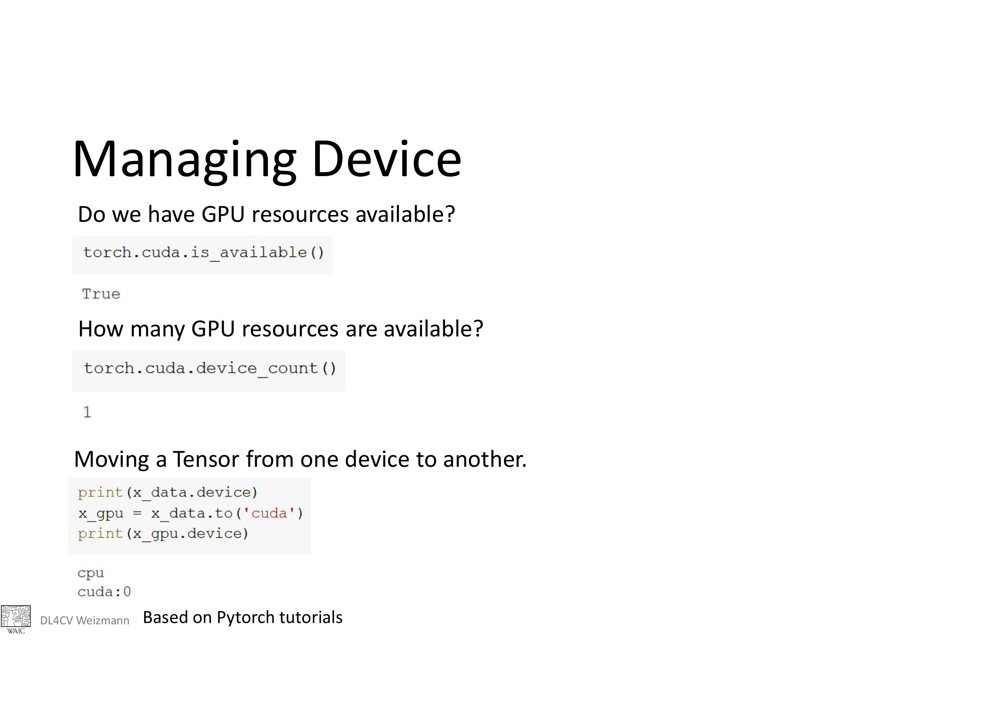 Managing Device
Do we have GPU resources available?
torch.cuda.is_available()
True
How many GPU resources are available?
torch.cuda.device_count()
1
Moving a Tensor from one device to another.
print(x_data.device)
x_gpu = x_data.to('cuda')
print(x_gpu.device)
cpu
cuda:0
DL4CV Weizmann Based on Pytorch tutorials
WAIC